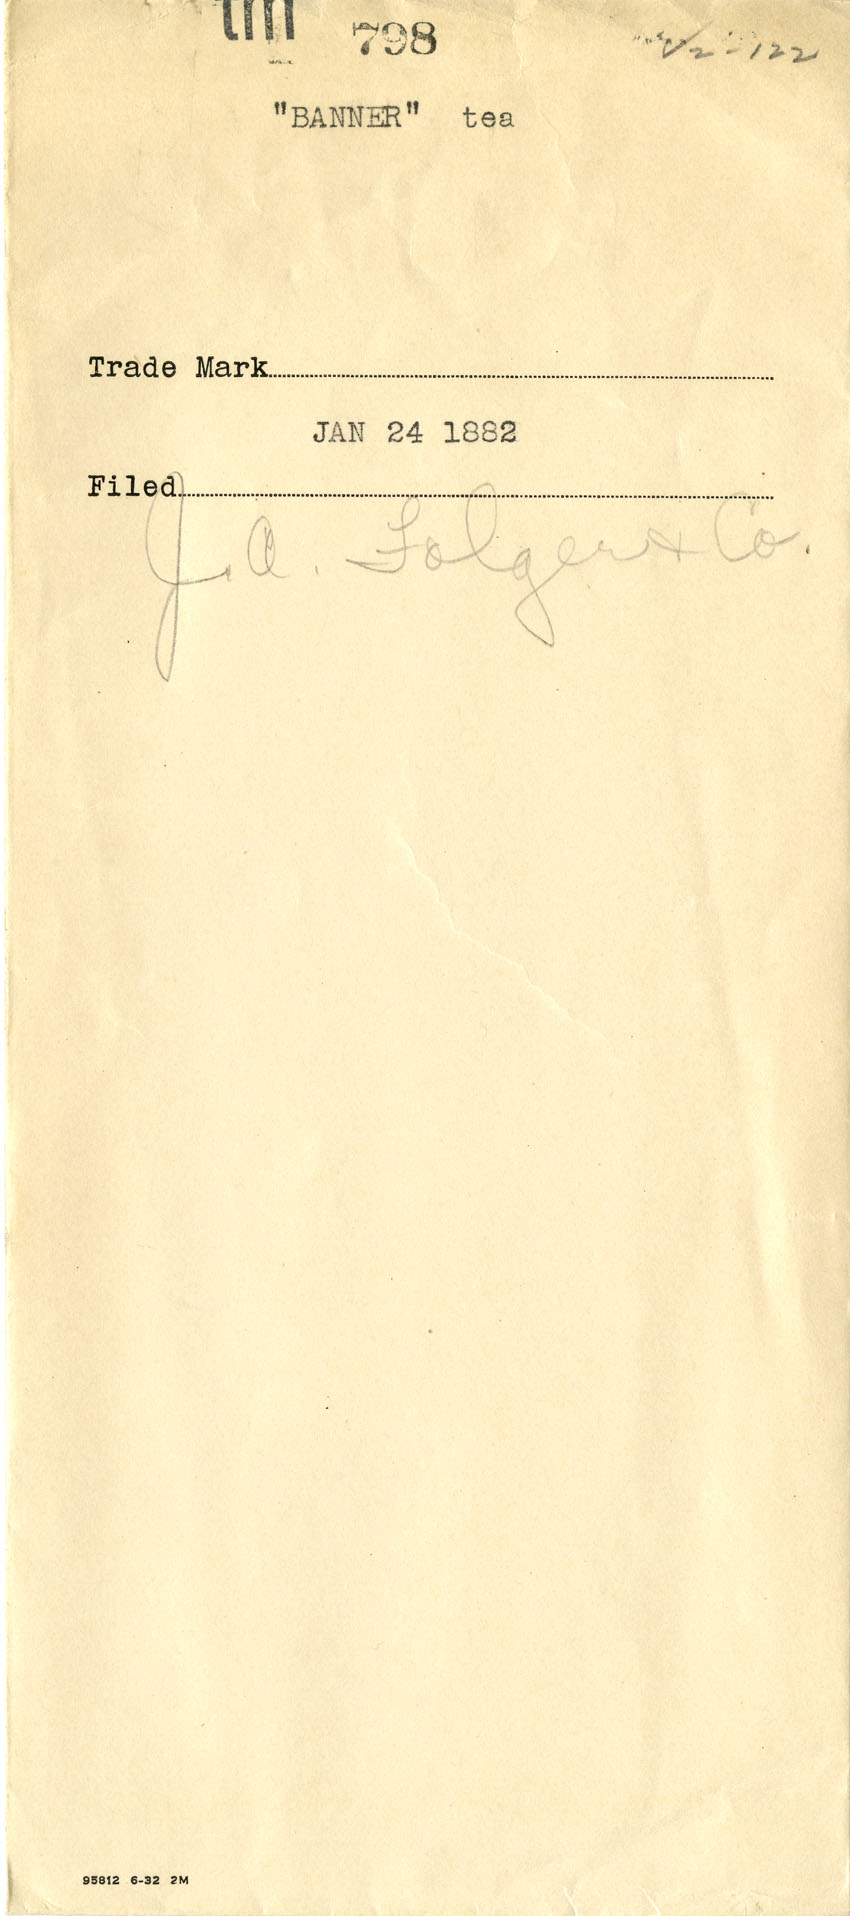 tm 798
"BANNER" tea
Trade Mark
JAN 24 1882
Filed
J.A. Folger & Co.
95812 6-32 2M